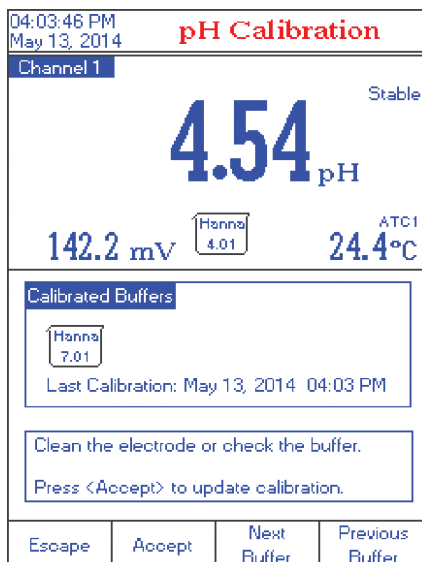 04:03:46 PM
May 13, 2014
pH Calibration
Channel 1
Stable
4.54 pH
Hanna
4.01
142.2 mV
ATC1
24.4°C
Calibrated Buffers
Hanna
7.01
Last Calibration: May 13, 2014 04:03 PM
Clean the electrode or check the buffer.
Press <Accept> to update calibration.
Escape
Accept
Next
Buffer
Previous
Buffer